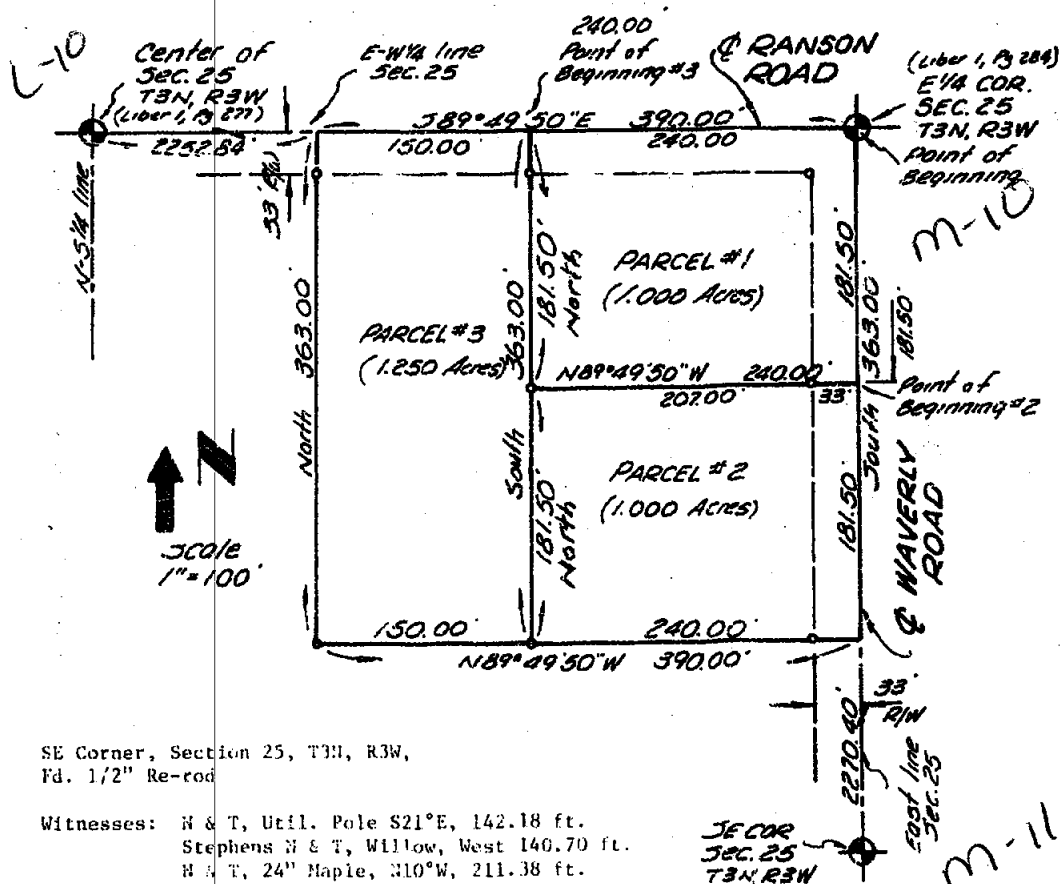 L-10
Center of
Sec. 25
T3N, R3W
(Liber 1, Pg 277)
E-W¼ line
Sec. 25
240.00
Point of
Beginning #3
℄ RANSON
ROAD
(Liber 1, Pg 284)
E¼ COR.
SEC. 25
T3N, R3W
Point of
Beginning
M-10
2252.84'
S89°49'50"E 390.00'
150.00'
240.00
33' R/W
N-S¼ line
North 363.00'
PARCEL #3
(1.250 Acres)
South 363.00'
181.50'
North
PARCEL #1
(1.000 Acres)
181.50'
South 363.00'
181.50'
N89°49'50"W 240.00'
207.00'
33'
Point of
Beginning #2
181.50'
North
PARCEL #2
(1.000 Acres)
181.50'
℄ WAVERLY
ROAD
N
Scale
1"=100'
150.00'
240.00'
N89°49'50"W 390.00'
33'
R/W
2270.40'
East line
Sec. 25
SE Corner, Section 25, T3N, R3W,
Fd. 1/2" Re-rod
Witnesses: N & T, Util. Pole S21°E, 142.18 ft.
Stephens N & T, Willow, West 140.70 ft.
N & T, 24" Maple, N10°W, 211.38 ft.
SE COR
SEC. 25
T3N, R3W
M-11